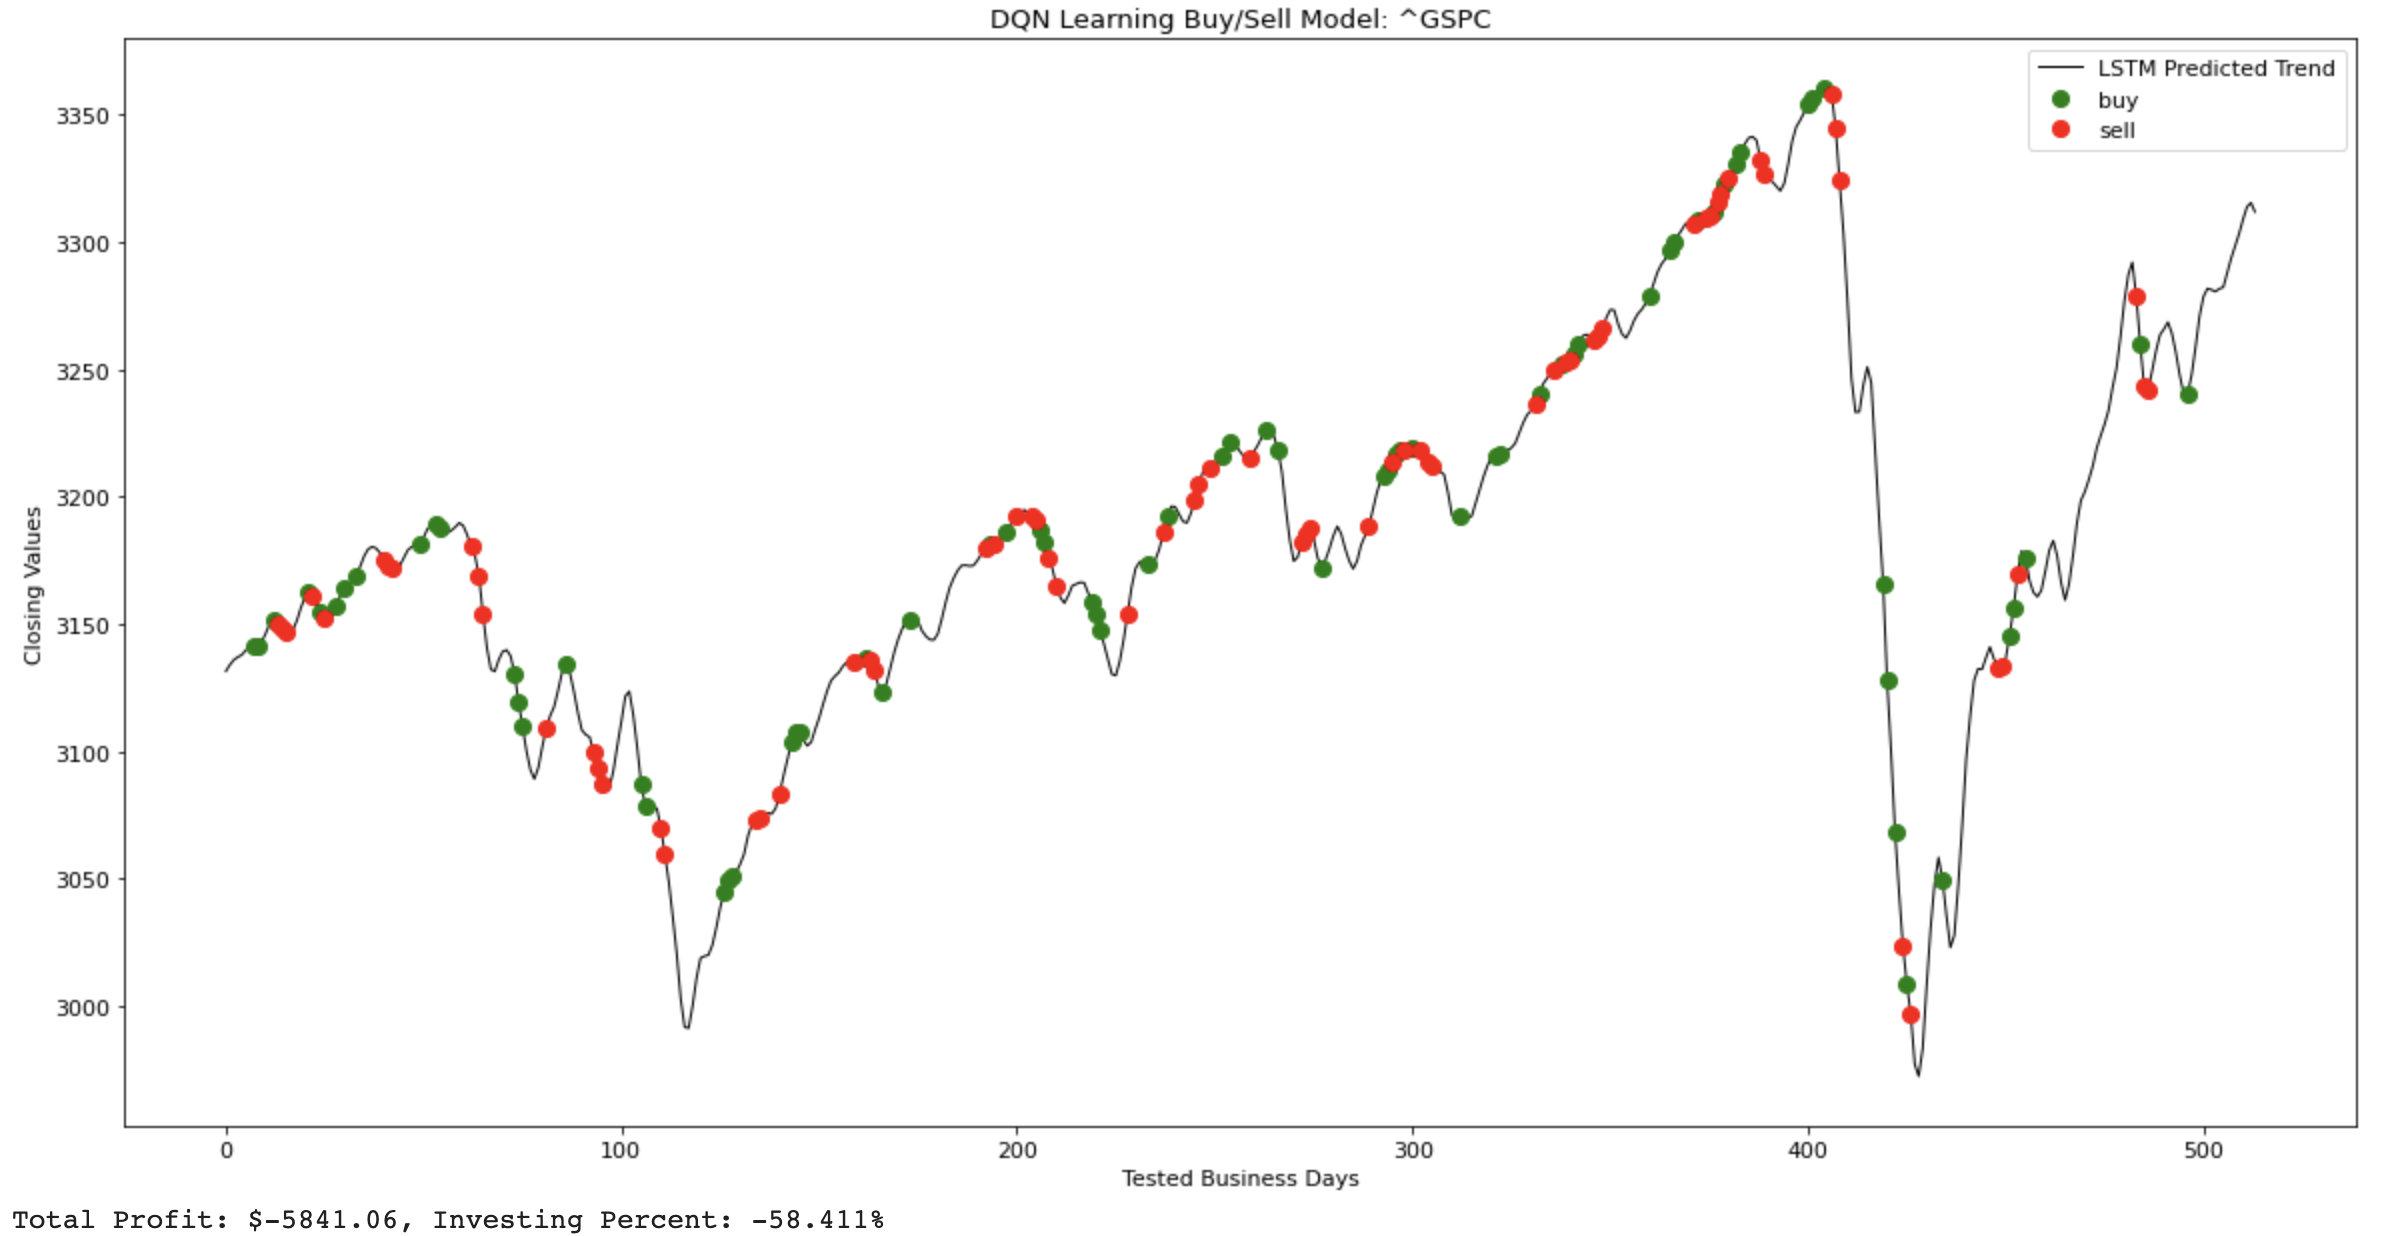 DQN Learning Buy/Sell Model: ^GSPC
LSTM Predicted Trend
buy
sell
3350
3300
3250
3200
3150
3100
3050
3000
Closing Values
0 100 200 300 400 500
Tested Business Days
Total Profit: $-5841.06, Investing Percent: -58.411%